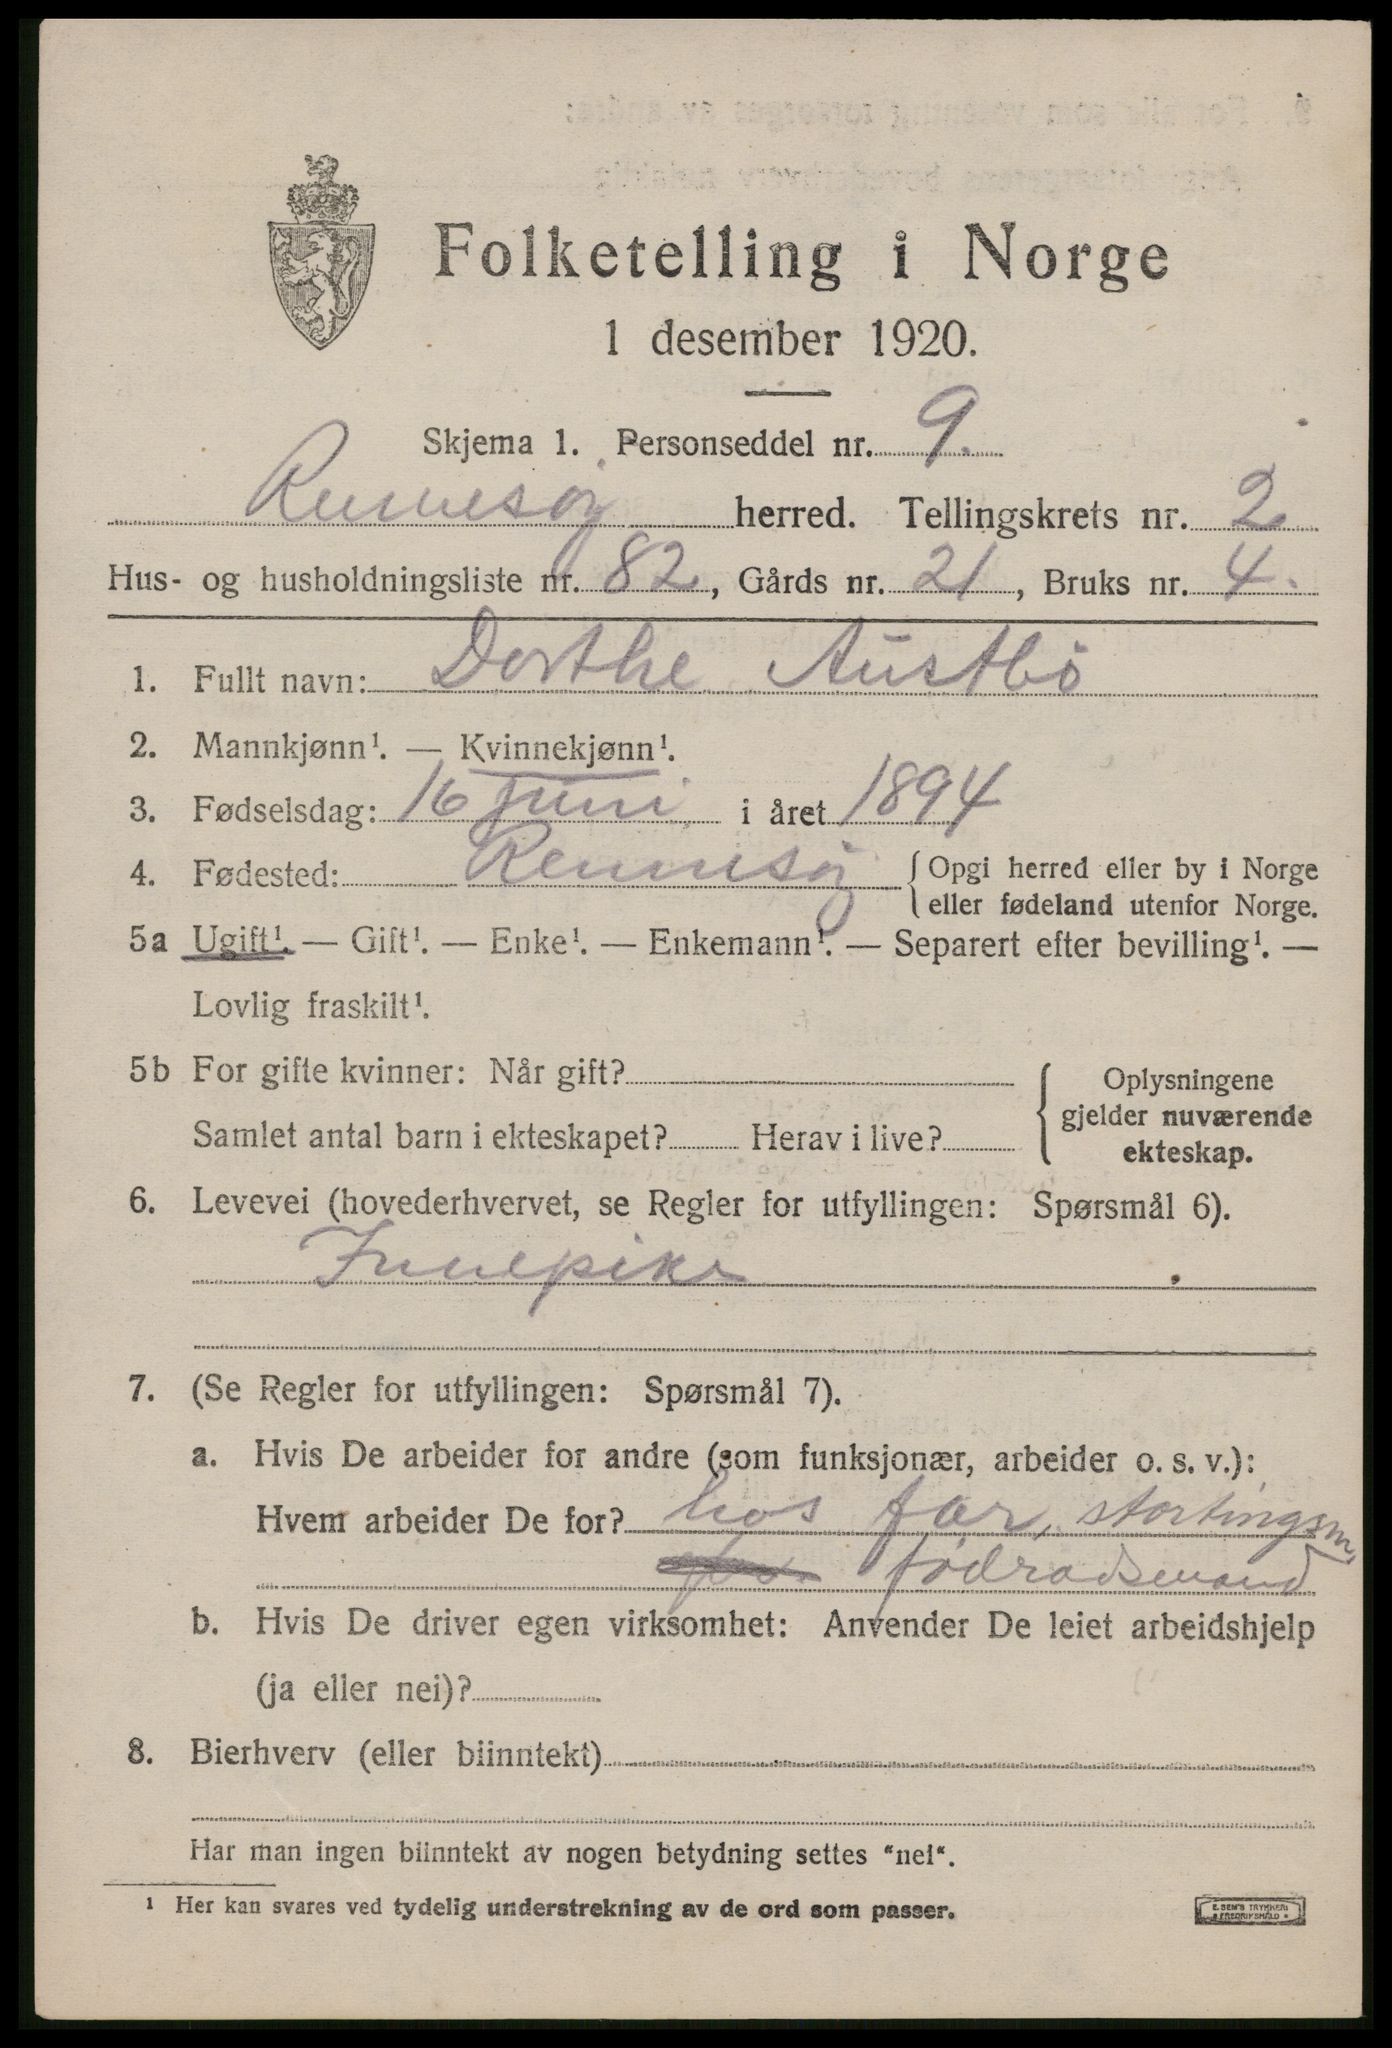 Folketelling i Norge
1 desember 1920.
Skjema 1. Personseddel nr. 9.
Rennesöy herred. Tellingskrets nr. 2
Hus- og husholdningsliste nr. 82, Gårds nr. 21, Bruks nr. 4.
1. Fullt navn: Dorthe Austbö
2. Mannkjønn¹. — Kvinnekjønn¹.
3. Fødselsdag: 16 juni i året 1894
4. Fødested: Rennesöy { Opgi herred eller by i Norge
eller fødeland utenfor Norge.
5a Ugift¹. — Gift¹. — Enke¹. — Enkemann¹. — Separert efter bevilling¹. —
Lovlig fraskilt¹.
5b For gifte kvinner: Når gift? { Oplysningene
gjelder nuværende
Samlet antal barn i ekteskapet? Herav i live?
ekteskap.
6. Levevei (hovederhvervet, se Regler for utfyllingen: Spørsmål 6).
Innepike
7. (Se Regler for utfyllingen: Spørsmål 7).
a. Hvis De arbeider for andre (som funksjonær, arbeider o. s. v.):
Hvem arbeider De for? hos far, stortingsm,
födradsmand
b. Hvis De driver egen virksomhet: Anvender De leiet arbeidshjelp
(ja eller nei)?
8. Bierhverv (eller biinntekt)
Har man ingen biinntekt av nogen betydning settes "nei".
¹ Her kan svares ved tydelig understrekning av de ord som passer.
E. SEM'S TRYKKERI
* FREDRIKSHALD *